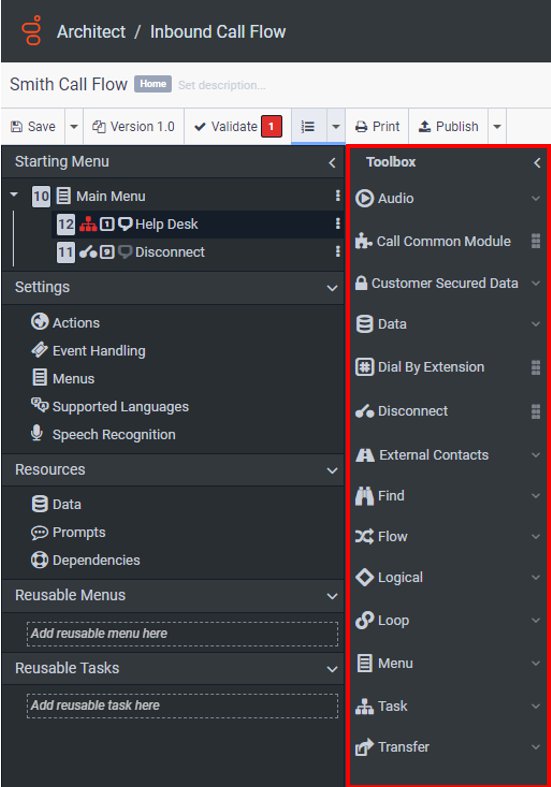 Architect / Inbound Call Flow
Smith Call Flow Home Set description...
Save Version 1.0 Validate 1 Print Publish
Starting Menu
10 Main Menu
12 1 Help Desk
11 9 Disconnect
Settings
Actions
Event Handling
Menus
Supported Languages
Speech Recognition
Resources
Data
Prompts
Dependencies
Reusable Menus
Add reusable menu here
Reusable Tasks
Add reusable task here
Toolbox
Audio
Call Common Module
Customer Secured Data
Data
# Dial By Extension
Disconnect
External Contacts
Find
Flow
Logical
Loop
Menu
Task
Transfer